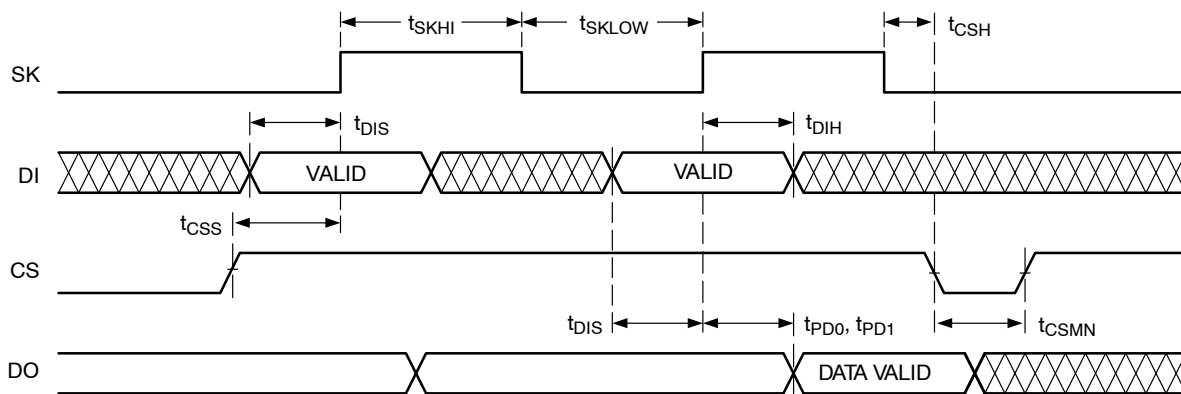 tSKHI
tSKLOW
tCSH
SK
tDIS
tDIH
DI
VALID
VALID
tCSS
CS
tDIS
tPD0, tPD1
tCSMN
DO
DATA VALID